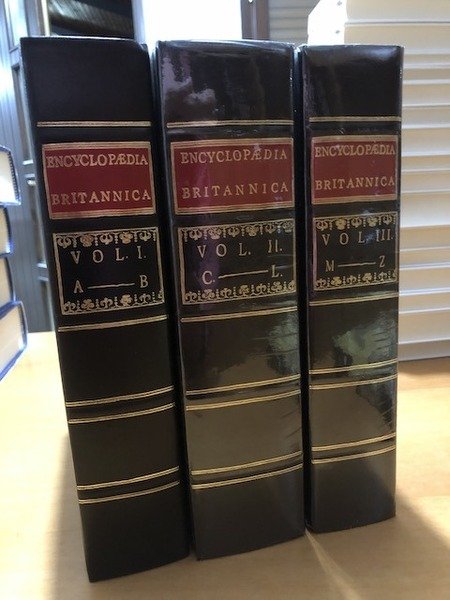 ENCYCLOPÆDIA
BRITANNICA
VOL. I.
A — B
ENCYCLOPÆDIA
BRITANNICA
VOL. II.
C. — L.
ENCYCLOPÆDIA
BRITANNICA
VOL. III.
M — Z